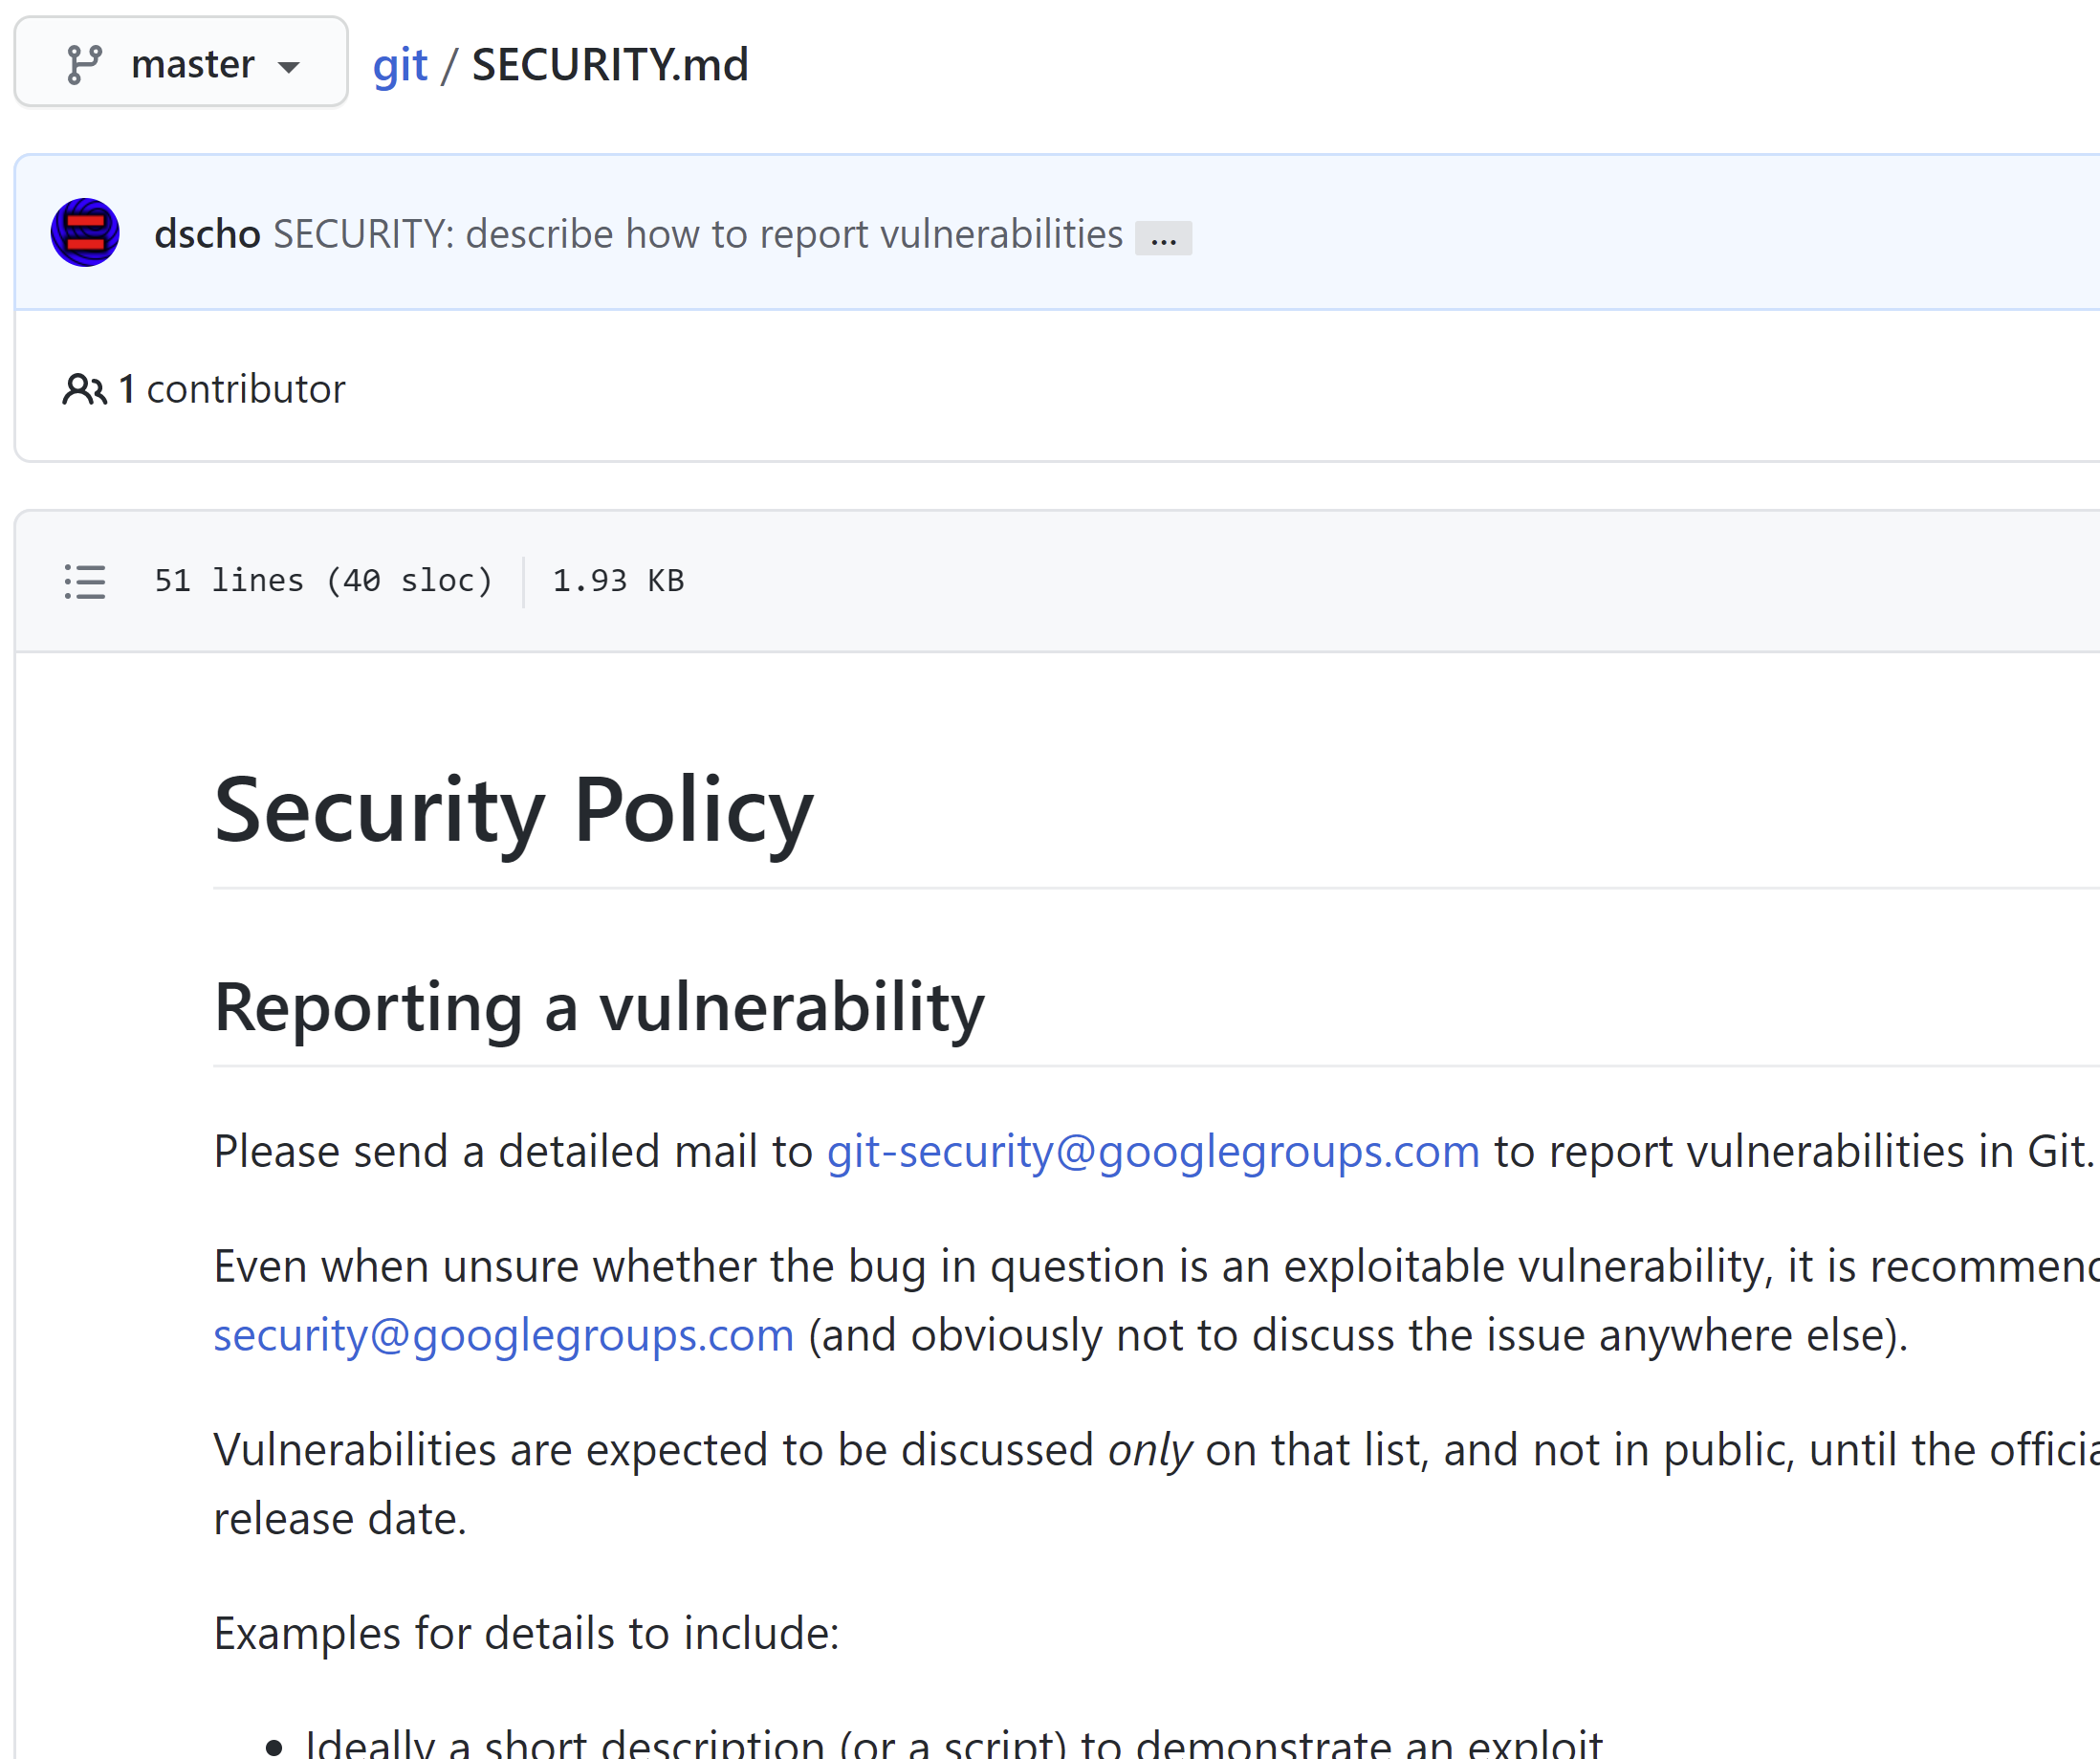 master
git / SECURITY.md
dscho SECURITY: describe how to report vulnerabilities ...
1 contributor
51 lines (40 sloc) 1.93 KB
Security Policy
Reporting a vulnerability
Please send a detailed mail to git-security@googlegroups.com to report vulnerabilities in Git.
Even when unsure whether the bug in question is an exploitable vulnerability, it is
security@googlegroups.com (and obviously not to discuss the issue anywhere else).
Vulnerabilities are expected to be discussed only on that list, and not in public, until the
release date.
Examples for details to include:
• Ideally a short description (or a script) to demonstrate an exploit